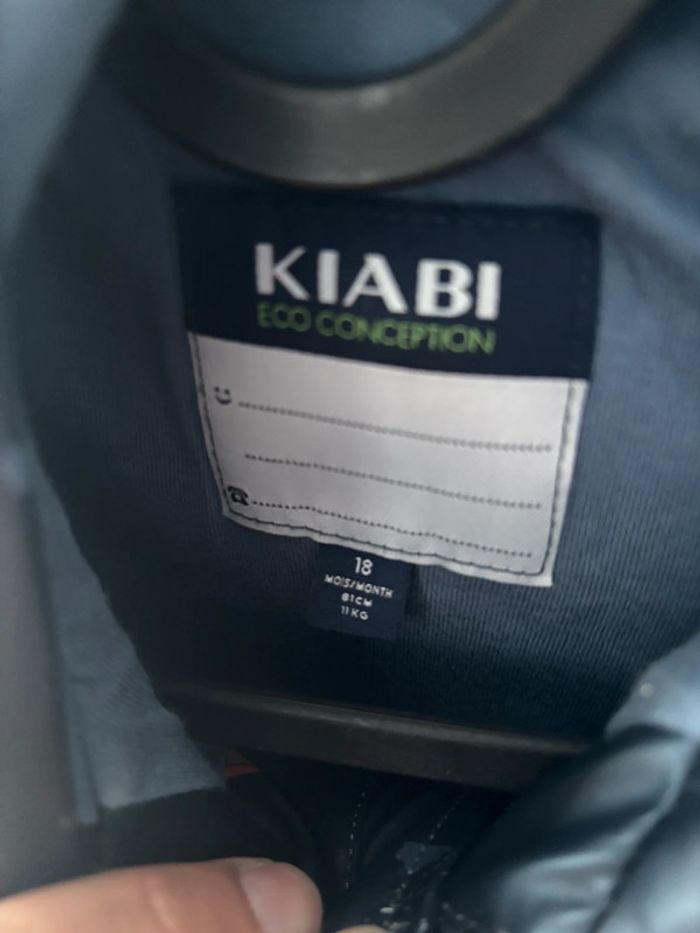 KIABI
ECO CONCEPTION
18
MOIS/MONTH
81CM
11KG